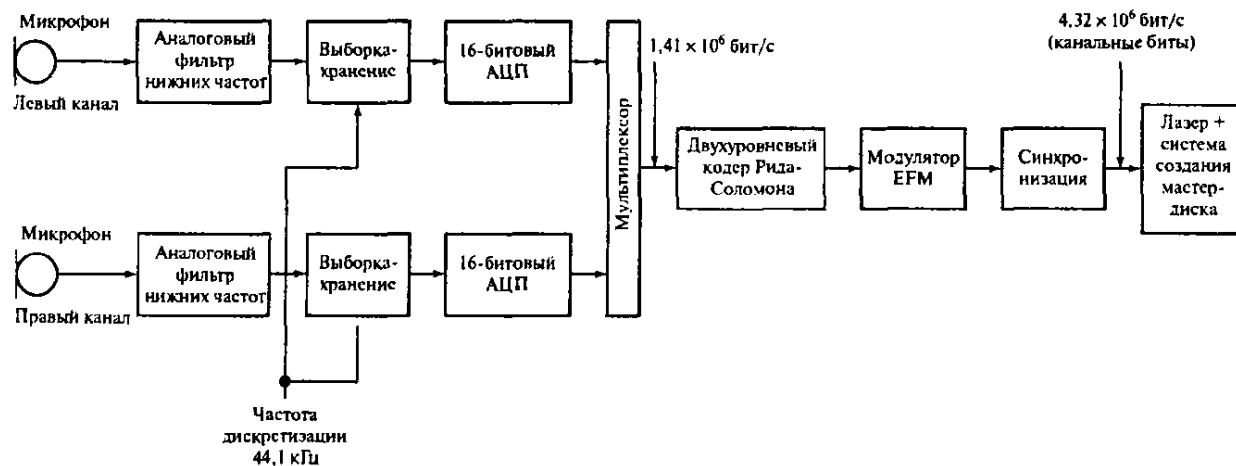 Микрофон
Левый канал
Аналоговый
фильтр
нижних частот
Выборка-
хранение
16-битовый
АЦП
Мультиплексор
1,41 × 10⁶ бит/с
Двухуровневый
кодер Рида-
Соломона
Модулятор
EFM
Синхро-
низация
4,32 × 10⁶ бит/с
(канальные биты)
Лазер +
система
создания
мастер-
диска
Микрофон
Правый канал
Аналоговый
фильтр
нижних частот
Выборка-
хранение
16-битовый
АЦП
Частота
дискретизации
44,1 кГц